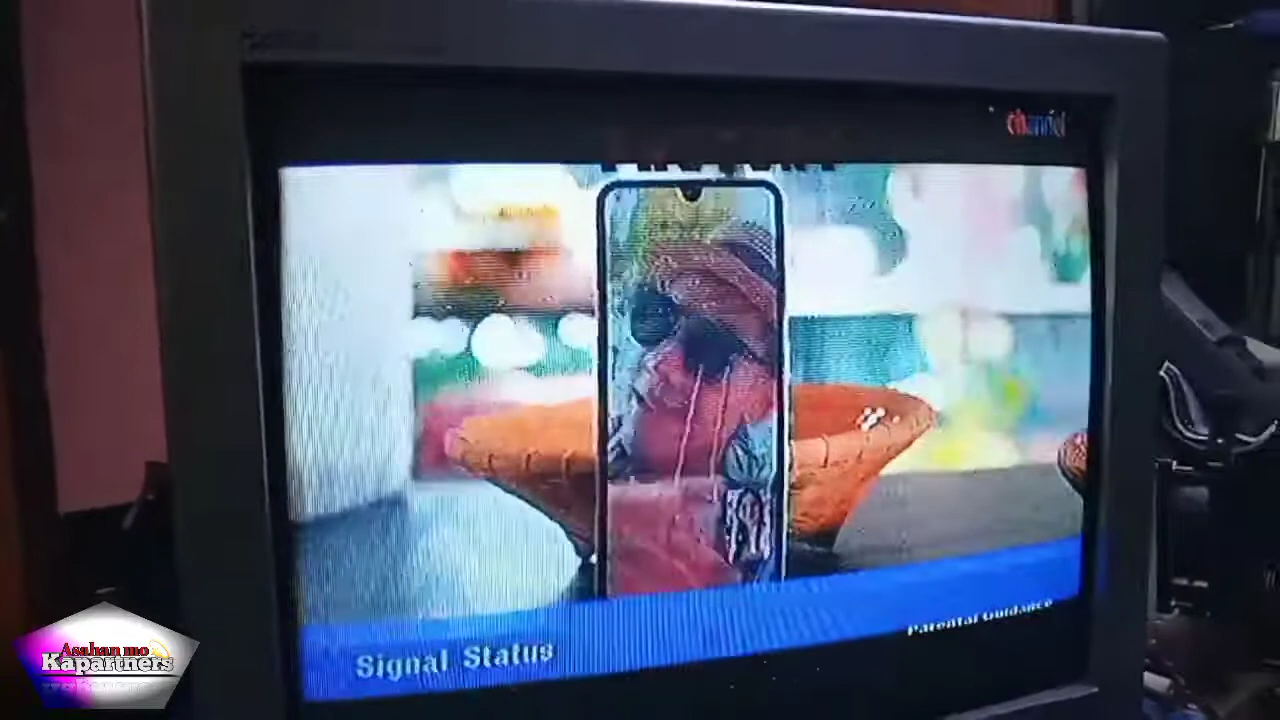 channel
Parental Guidance
Signal Status
Asahan mo
Kapartners